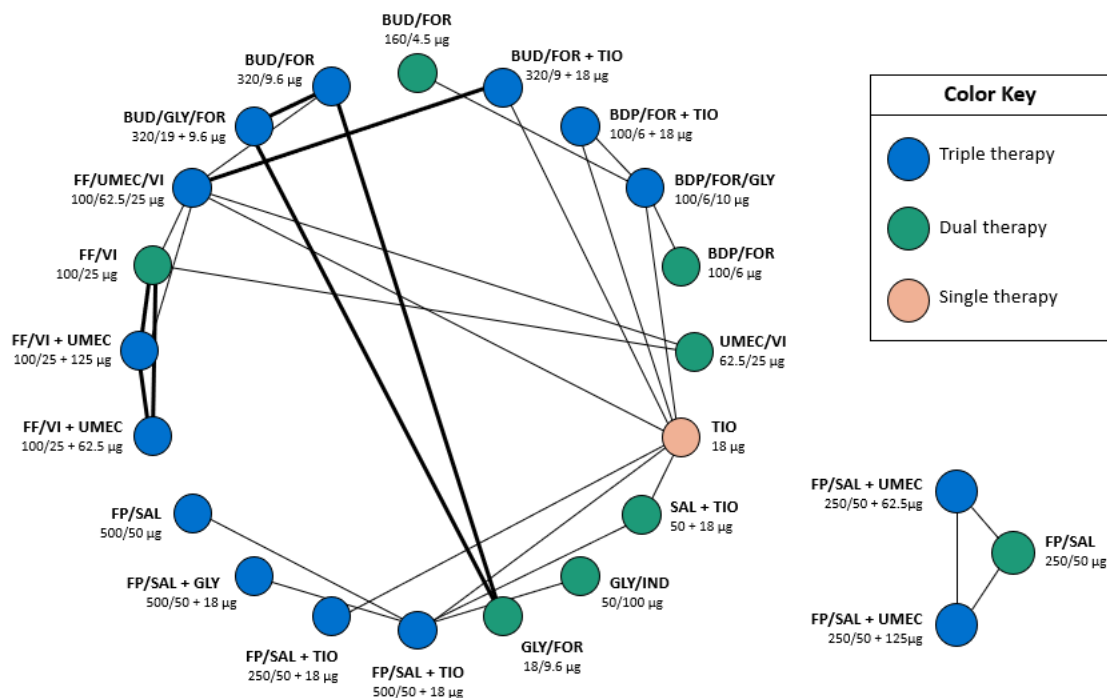 BUD/FOR
160/4.5 µg
BUD/FOR
320/9.6 µg
BUD/FOR + TIO
320/9 + 18 µg
BUD/GLY/FOR
320/19 + 9.6 µg
BDP/FOR + TIO
100/6 + 18 µg
FF/UMEC/VI
100/62.5/25 µg
BDP/FOR/GLY
100/6/10 µg
FF/VI
100/25 µg
BDP/FOR
100/6 µg
FF/VI + UMEC
100/25 + 125 µg
UMEC/VI
62.5/25 µg
FF/VI + UMEC
100/25 + 62.5 µg
TIO
18 µg
FP/SAL
500/50 µg
SAL + TIO
50 + 18 µg
FP/SAL + GLY
500/50 + 18 µg
GLY/IND
50/100 µg
FP/SAL + TIO
250/50 + 18 µg
FP/SAL + TIO
500/50 + 18 µg
GLY/FOR
18/9.6 µg
Color Key
Triple therapy
Dual therapy
Single therapy
FP/SAL + UMEC
250/50 + 62.5µg
FP/SAL
250/50 µg
FP/SAL + UMEC
250/50 + 125µg